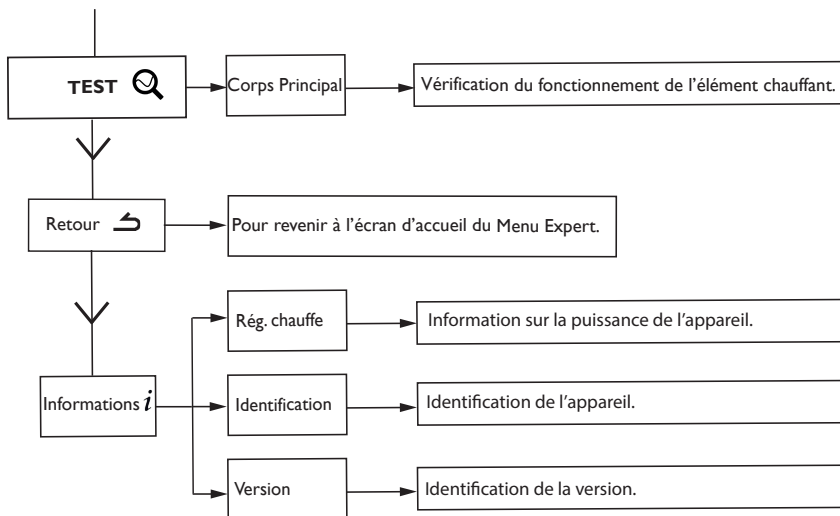 TEST
Corps Principal
Vérification du fonctionnement de l'élément chauffant.
Retour
Pour revenir à l'écran d'accueil du Menu Expert.
Rég. chauffe
Information sur la puissance de l'appareil.
Informations i
Identification
Identification de l'appareil.
Version
Identification de la version.